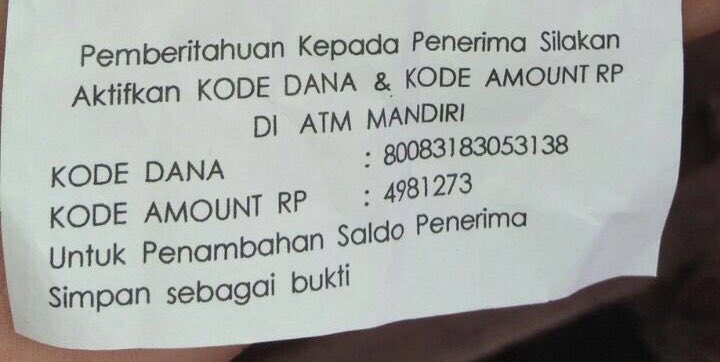 Pemberitahuan Kepada Penerima Silakan
Aktifkan KODE DANA & KODE AMOUNT RP
DI ATM MANDIRI
KODE DANA : 80083183053138
KODE AMOUNT RP : 4981273
Untuk Penambahan Saldo Penerima
Simpan sebagai bukti